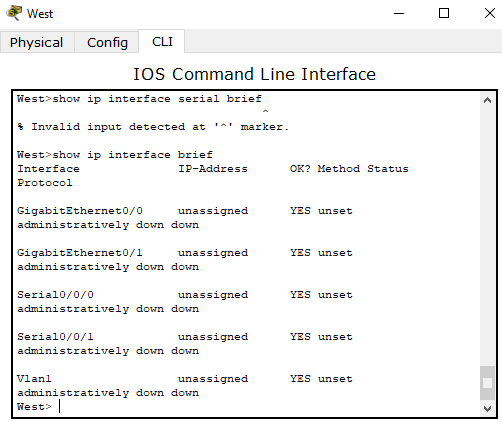 West
Physical Config CLI
IOS Command Line Interface
West>show ip interface serial brief
^
% Invalid input detected at '^' marker.
West>show ip interface brief
Interface IP-Address OK? Method Status
Protocol
GigabitEthernet0/0 unassigned YES unset
administratively down down
GigabitEthernet0/1 unassigned YES unset
administratively down down
Serial0/0/0 unassigned YES unset
administratively down down
Serial0/0/1 unassigned YES unset
administratively down down
Vlan1 unassigned YES unset
administratively down down
West>